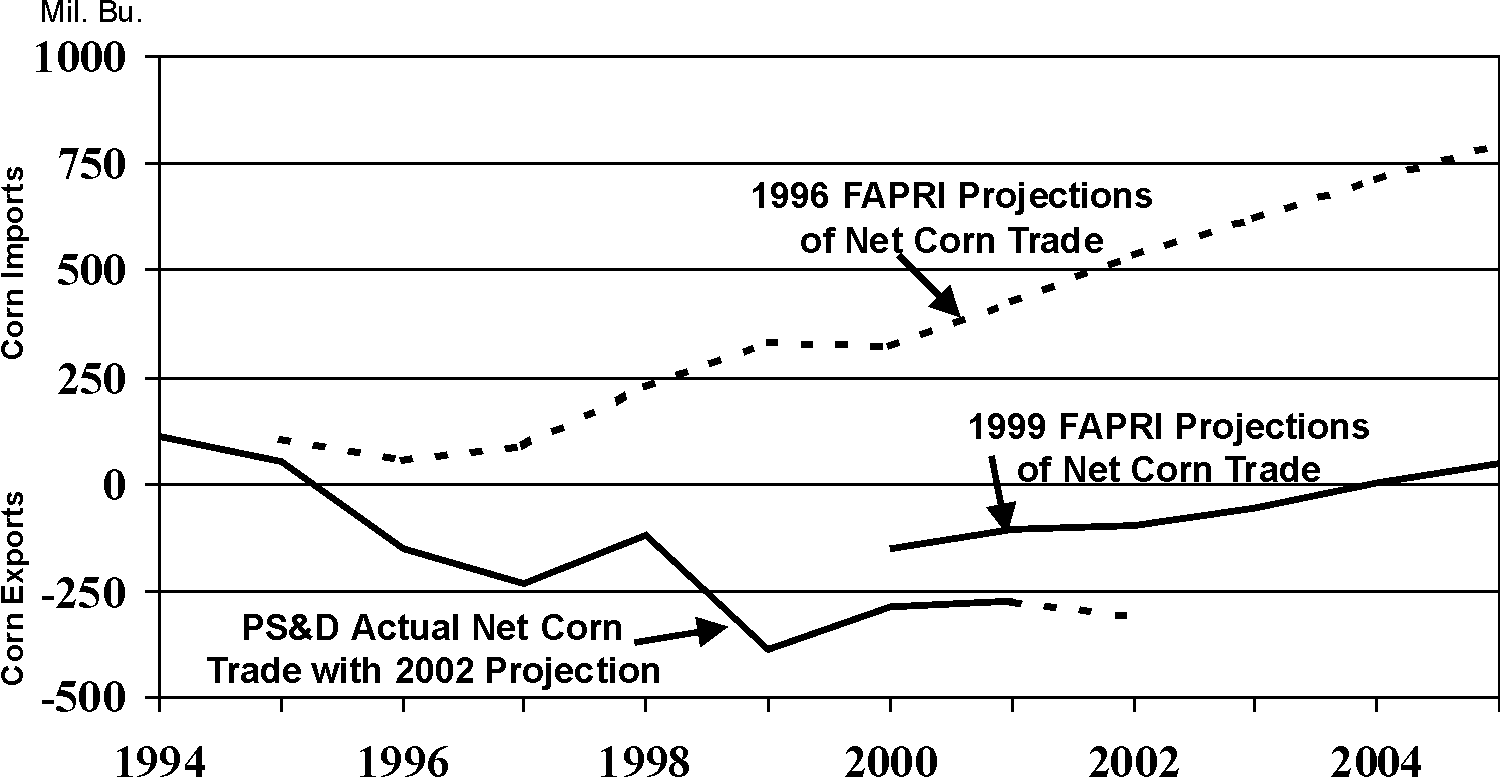 Mil. Bu.
1000
750
500
250
0
-250
-500
Corn Imports
Corn Exports
1996 FAPRI Projections
of Net Corn Trade
1999 FAPRI Projections
of Net Corn Trade
PS&D Actual Net Corn
Trade with 2002 Projection
1994 1996 1998 2000 2002 2004